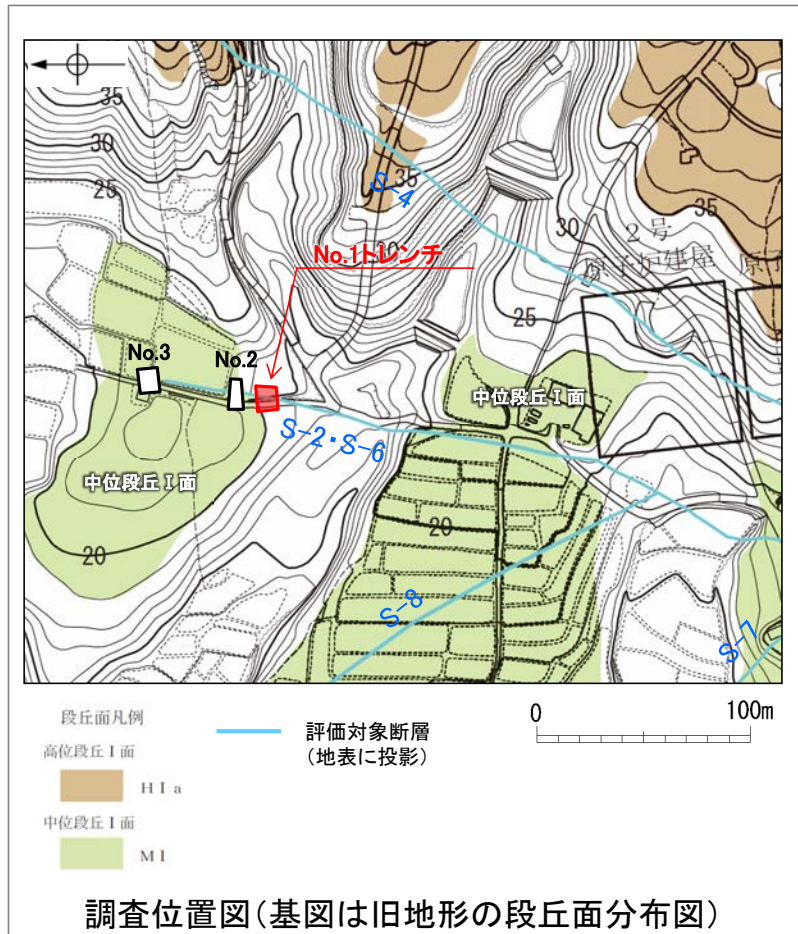 35
30
25
S-4
35
30
No.1トレンチ
30
35
2号
原子炉建屋
原子
25
No.3
No.2
中位段丘Ⅰ面
S-2・S-6
中位段丘Ⅰ面
20
20
S-8
S-7
段丘面凡例
高位段丘Ⅰ面
HⅠa
中位段丘Ⅰ面
MⅠ
評価対象断層
(地表に投影)
0 100m
調査位置図(基図は旧地形の段丘面分布図)